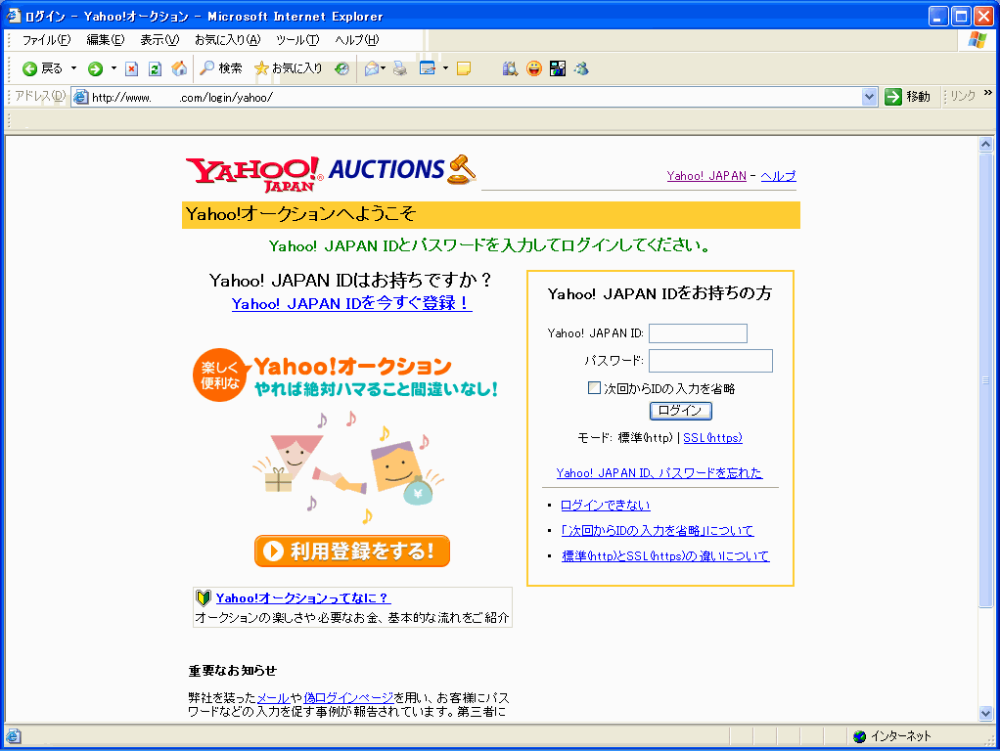 ログイン - Yahoo!オークション - Microsoft Internet Explorer
ファイル(F) 編集(E) 表示(V) お気に入り(A) ツール(T) ヘルプ(H)
戻る 検索 お気に入り
アドレス(D) http://www. .com/login/yahoo/ 移動 リンク »
YAHOO! JAPAN AUCTIONS
Yahoo! JAPAN - ヘルプ
Yahoo!オークションへようこそ
Yahoo! JAPAN IDとパスワードを入力してログインしてください。
Yahoo! JAPAN IDはお持ちですか？
Yahoo! JAPAN IDを今すぐ登録！
楽しく便利な
Yahoo!オークション
やれば絶対ハマること間違いなし!
¥
利用登録をする!
Yahoo!オークションってなに？
オークションの楽しさや必要なお金、基本的な流れをご紹介
重要なお知らせ
弊社を装ったメールや偽ログインページを用い、お客様にパス
ワードなどの入力を促す事例が報告されています。第三者に
Yahoo! JAPAN IDをお持ちの方
Yahoo! JAPAN ID:
パスワード:
次回からIDの入力を省略
ログイン
モード: 標準(http) | SSL(https)
Yahoo! JAPAN ID、パスワードを忘れた
・ ログインできない
・ 「次回からIDの入力を省略」について
・ 標準(http)とSSL(https)の違いについて
インターネット